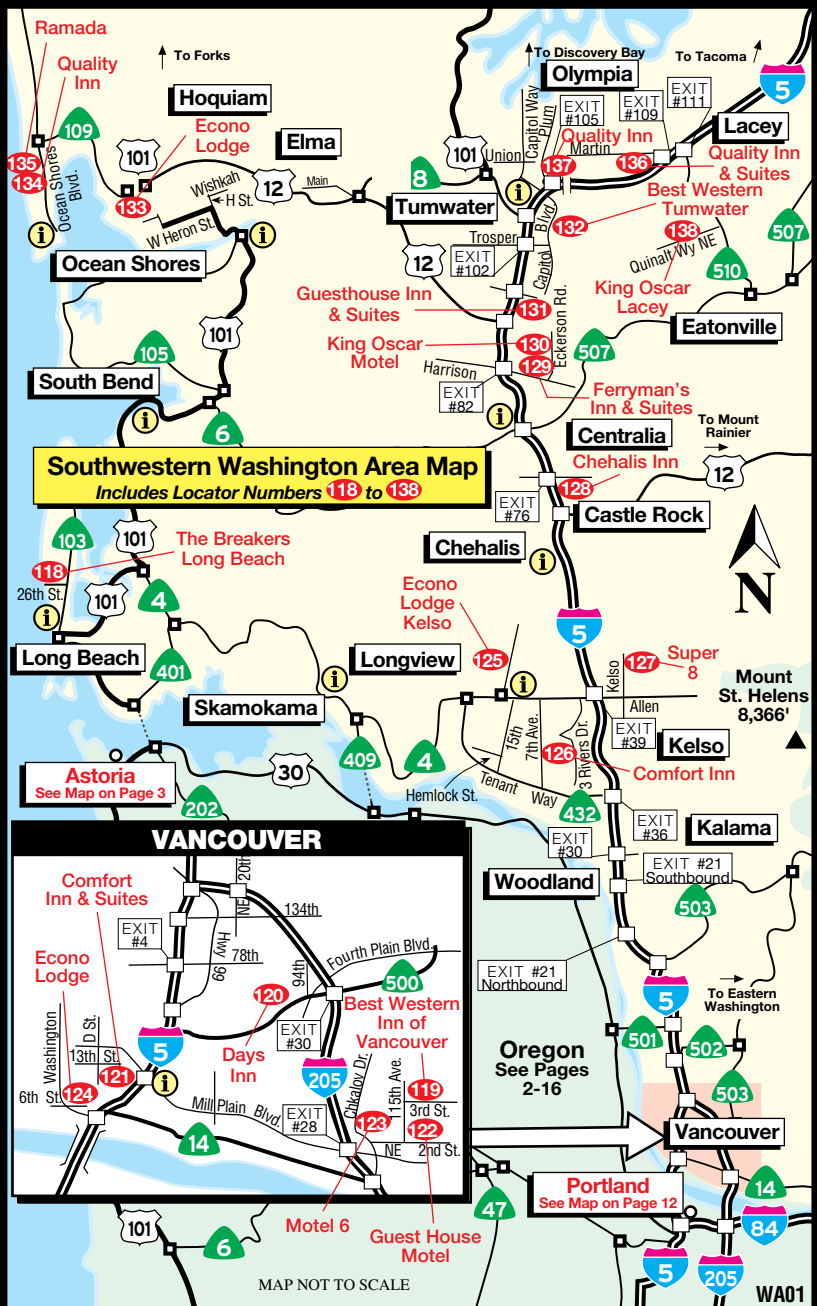 Ramada
Quality
Inn
To Forks
Hoquiam
109
101
Econo
Lodge
Elma
135
134
Ocean Shores
Blvd.
133
Wishkah
H St.
W Heron St.
12
Main
8
101
Union
To Discovery Bay
Olympia
Capitol Way
Plum
EXIT
#105
EXIT
#109
EXIT
#111
To Tacoma
5
Lacey
Quality Inn
Martin
137
136
Quality Inn
& Suites
Best Western
Tumwater
132
138
Quinalt Wy NE
507
510
King Oscar
Lacey
Tumwater
Trosper
EXIT
#102
Capitol
Blvd
12
i
Ocean Shores
101
Guesthouse Inn
& Suites
131
Eckerson Rd.
King Oscar
Motel
130
129
507
Eatonville
105
Harrison
EXIT
#82
Ferryman's
Inn & Suites
South Bend
6
Centralia
To Mount
Rainier
12
Southwestern Washington Area Map
Includes Locator Numbers 118 to 138
Chehalis Inn
128
EXIT
#76
Castle Rock
Chehalis
103
101
The Breakers
Long Beach
118
26th St.
101
4
N
Econo
Lodge
Kelso
5
Long Beach
401
Longview
125
127
Super
8
Kelso
Allen
Mount
St. Helens
8,366'
Skamokama
EXIT
#39
Kelso
15th
7th Ave.
3 Rivers Dr.
126
Comfort Inn
409
4
Hemlock St.
Tenant Way
432
Astoria
See Map on Page 3
30
202
EXIT
#36
Kalama
EXIT
#30
EXIT #21
Southbound
Woodland
503
EXIT #21
Northbound
5
To Eastern
Washington
501
502
503
Oregon
See Pages
2-16
Vancouver
14
Portland
See Map on Page 12
84
5
205
47
VANCOUVER
Comfort
Inn & Suites
NE 20th
134th
EXIT
#4
Hwy 99
78th
94th
Fourth Plain Blvd.
500
Econo
Lodge
120
Days
Inn
EXIT
#30
Best Western
Inn of
Vancouver
Washington
D St.
13th St.
121
5
i
205
Chkalov Dr.
115th Ave.
119
3rd St.
6th St.
124
Mill Plain Blvd.
EXIT
#28
123
122
NE 2nd St.
14
Motel 6
Guest House
Motel
101
6
MAP NOT TO SCALE
WA01